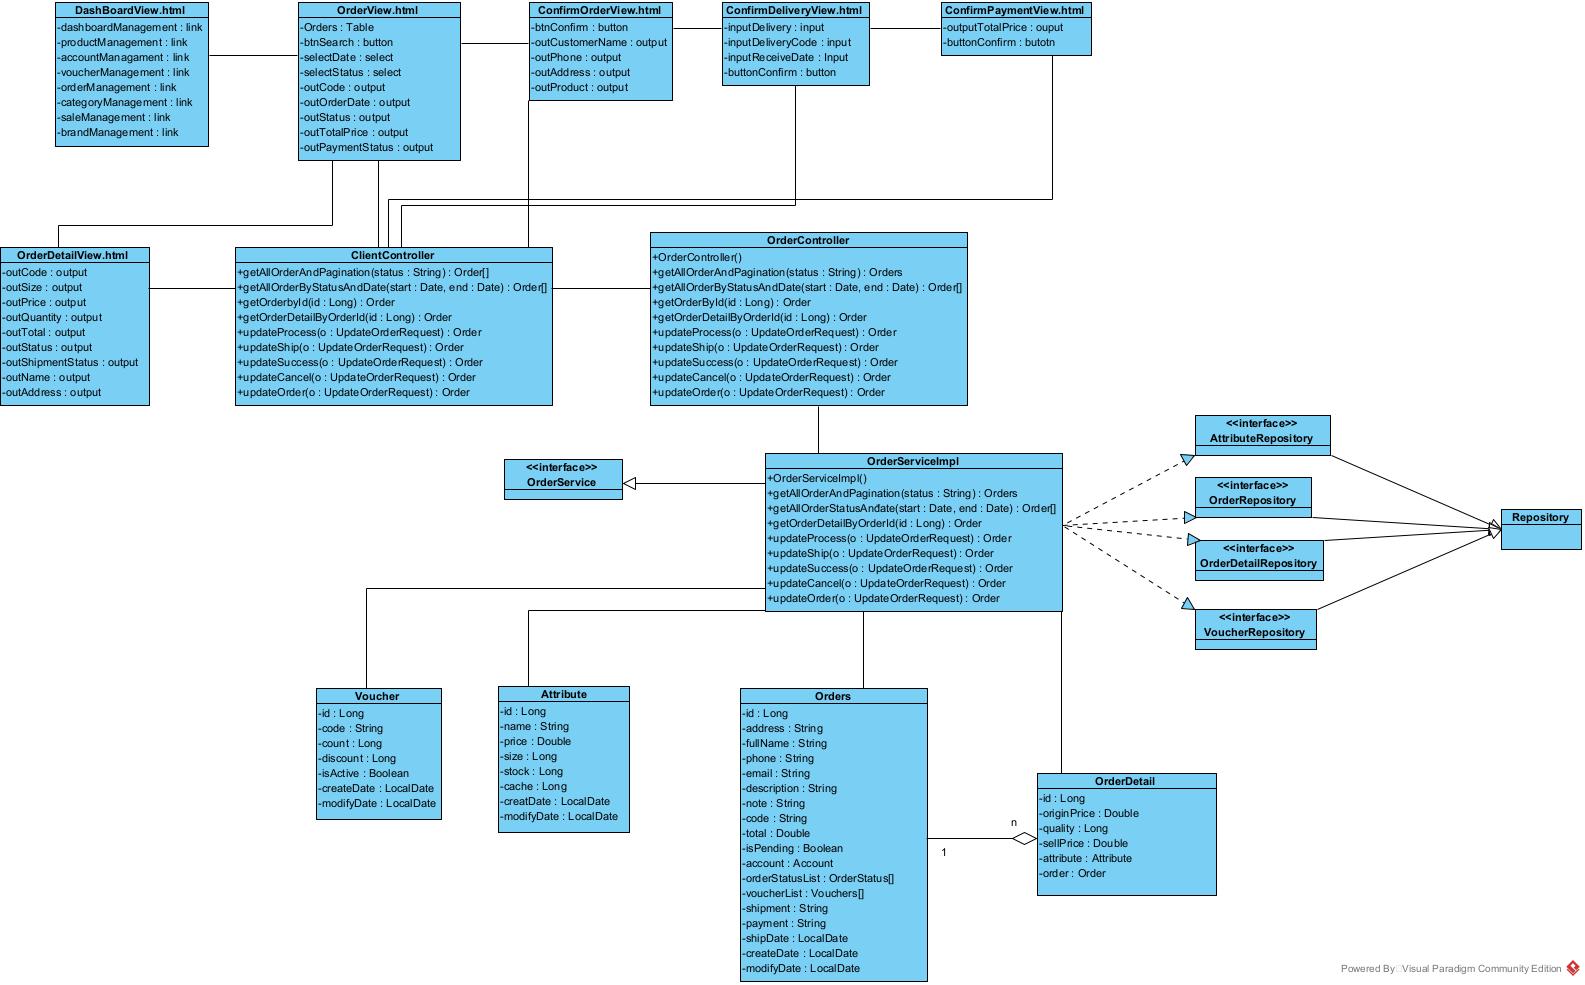 DashBoardView.html
-dashboardManagement : link
-productManagement : link
-accountManagament : link
-voucherManagement : link
-orderManagement : link
-categoryManagement : link
-saleManagement : link
-brandManagement : link
OrderView.html
-Orders : Table
-btnSearch : button
-selectDate : select
-selectStatus : select
-outCode : output
-outOrderDate : output
-outStatus : output
-outTotalPrice : output
-outPaymentStatus : output
ConfirmOrderView.html
-btnConfirm : button
-outCustomerName : output
-outPhone : output
-outAddress : output
-outProduct : output
ConfirmDeliveryView.html
-inputDelivery : input
-inputDeliveryCode : input
-inputReceiveDate : Input
-buttonConfirm : button
ConfirmPaymentView.html
-outputTotalPrice : ouput
-buttonConfirm : butotn
OrderDetailView.html
-outCode : output
-outSize : output
-outPrice : output
-outQuantity : output
-outTotal : output
-outStatus : output
-outShipmentStatus : output
-outName : output
-outAddress : output
ClientController
+getAllOrderAndPagination(status : String) : Order[]
+getAllOrderByStatusAndDate(start : Date, end : Date) : Order[]
+getOrderbyId(id : Long) : Order
+getOrderDetailByOrderId(id : Long) : Order
+updateProcess(o : UpdateOrderRequest) : Order
+updateShip(o : UpdateOrderRequest) : Order
+updateSuccess(o : UpdateOrderRequest) : Order
+updateCancel(o : UpdateOrderRequest) : Order
+updateOrder(o : UpdateOrderRequest) : Order
OrderController
+OrderController()
+getAllOrderAndPagination(status : String) : Orders
+getAllOrderByStatusAndDate(start : Date, end : Date) : Order[]
+getOrderById(id : Long) : Order
+getOrderDetailByOrderId(id : Long) : Order
+updateProcess(o : UpdateOrderRequest) : Order
+updateShip(o : UpdateOrderRequest) : Order
+updateSuccess(o : UpdateOrderRequest) : Order
+updateCancel(o : UpdateOrderRequest) : Order
+updateOrder(o : UpdateOrderRequest) : Order
<<interface>>
OrderService
OrderServiceImpl
+OrderServiceImpl()
+getAllOrderAndPagination(status : String) : Orders
+getAllOrderStatusAndate(start : Date, end : Date) : Order[]
+getOrderDetailByOrderId(id : Long) : Order
+updateProcess(o : UpdateOrderRequest) : Order
+updateShip(o : UpdateOrderRequest) : Order
+updateSuccess(o : UpdateOrderRequest) : Order
+updateCancel(o : UpdateOrderRequest) : Order
+updateOrder(o : UpdateOrderRequest) : Order
<<interface>>
AttributeRepository
<<interface>>
OrderRepository
<<interface>>
OrderDetailRepository
<<interface>>
VoucherRepository
Repository
Voucher
-id : Long
-code : String
-count : Long
-discount : Long
-isActive : Boolean
-createDate : LocalDate
-modifyDate : LocalDate
Attribute
-id : Long
-name : String
-price : Double
-size : Long
-stock : Long
-cache : Long
-creatDate : LocalDate
-modifyDate : LocalDate
Orders
-id : Long
-address : String
-fullName : String
-phone : String
-email : String
-description : String
-note : String
-code : String
-total : Double
-isPending : Boolean
-account : Account
-orderStatusList : OrderStatus[]
-voucherList : Vouchers[]
-shipment : String
-payment : String
-shipDate : LocalDate
-createDate : LocalDate
-modifyDate : LocalDate
n
1
OrderDetail
-id : Long
-originPrice : Double
-quality : Long
-sellPrice : Double
-attribute : Attribute
-order : Order
Powered By Visual Paradigm Community Edition